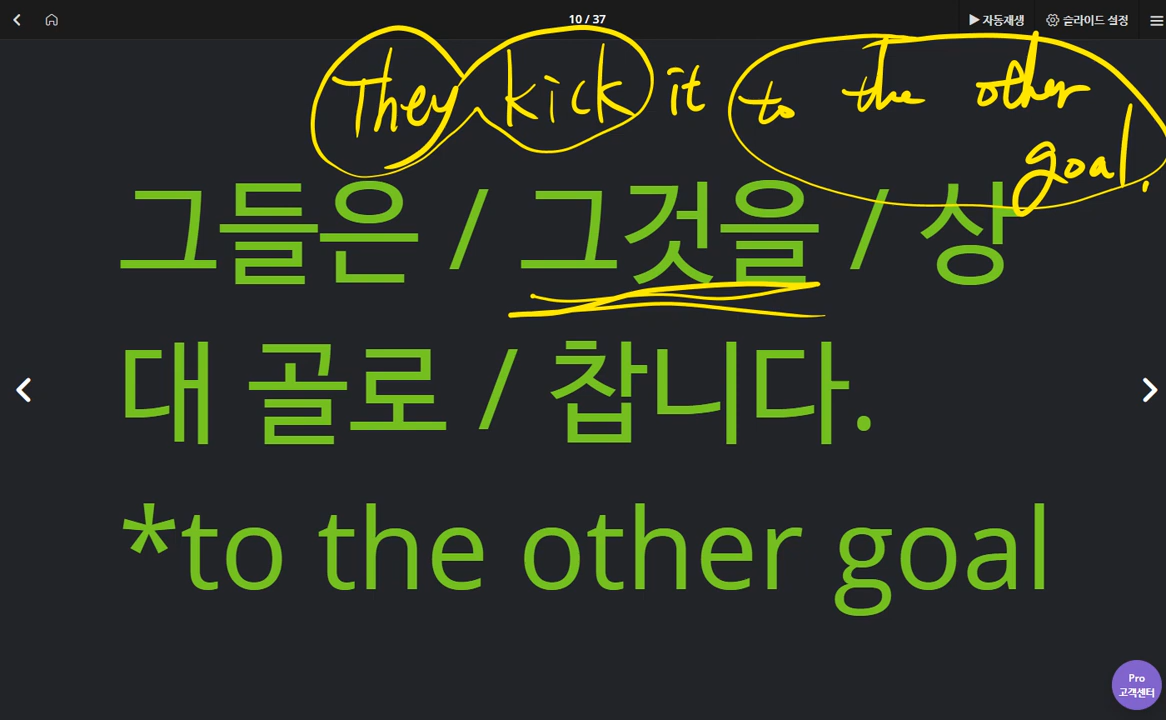 10 / 37
▶ 자동재생
슬라이드 설정
They kick it to the other
goal.
그들은 / 그것을 / 상
대 골로 / 찹니다.
*to the other goal
Pro
고객센터